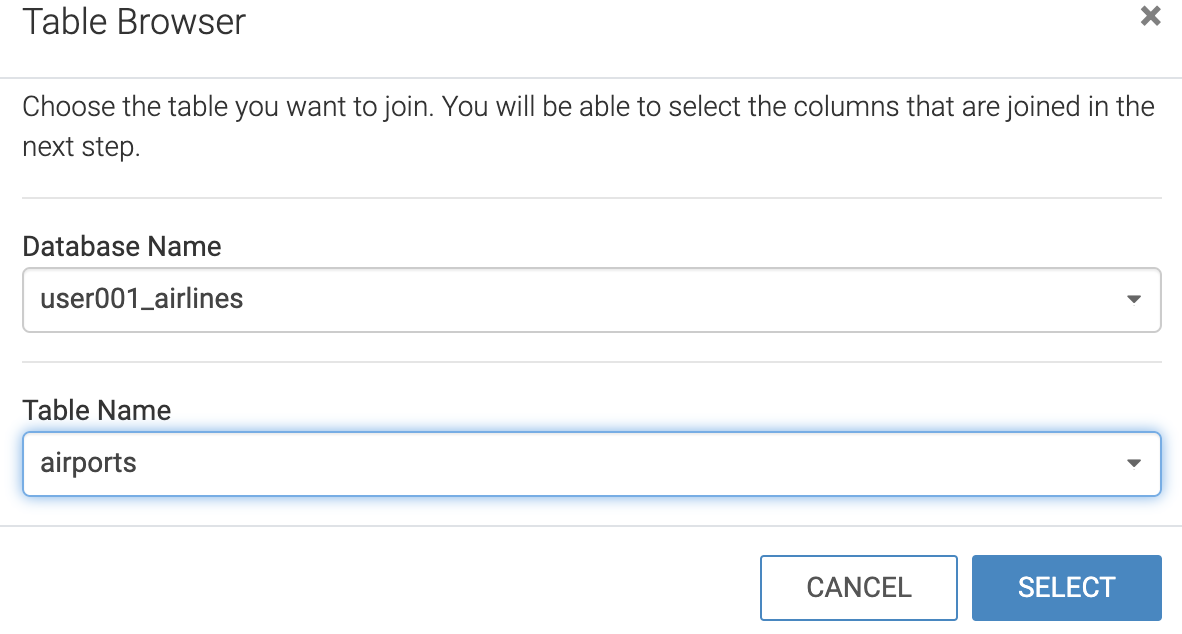 Table Browser
Choose the table you want to join. You will be able to select the columns that are joined in the
next step.
Database Name
user001_airlines
Table Name
airports
CANCEL
SELECT